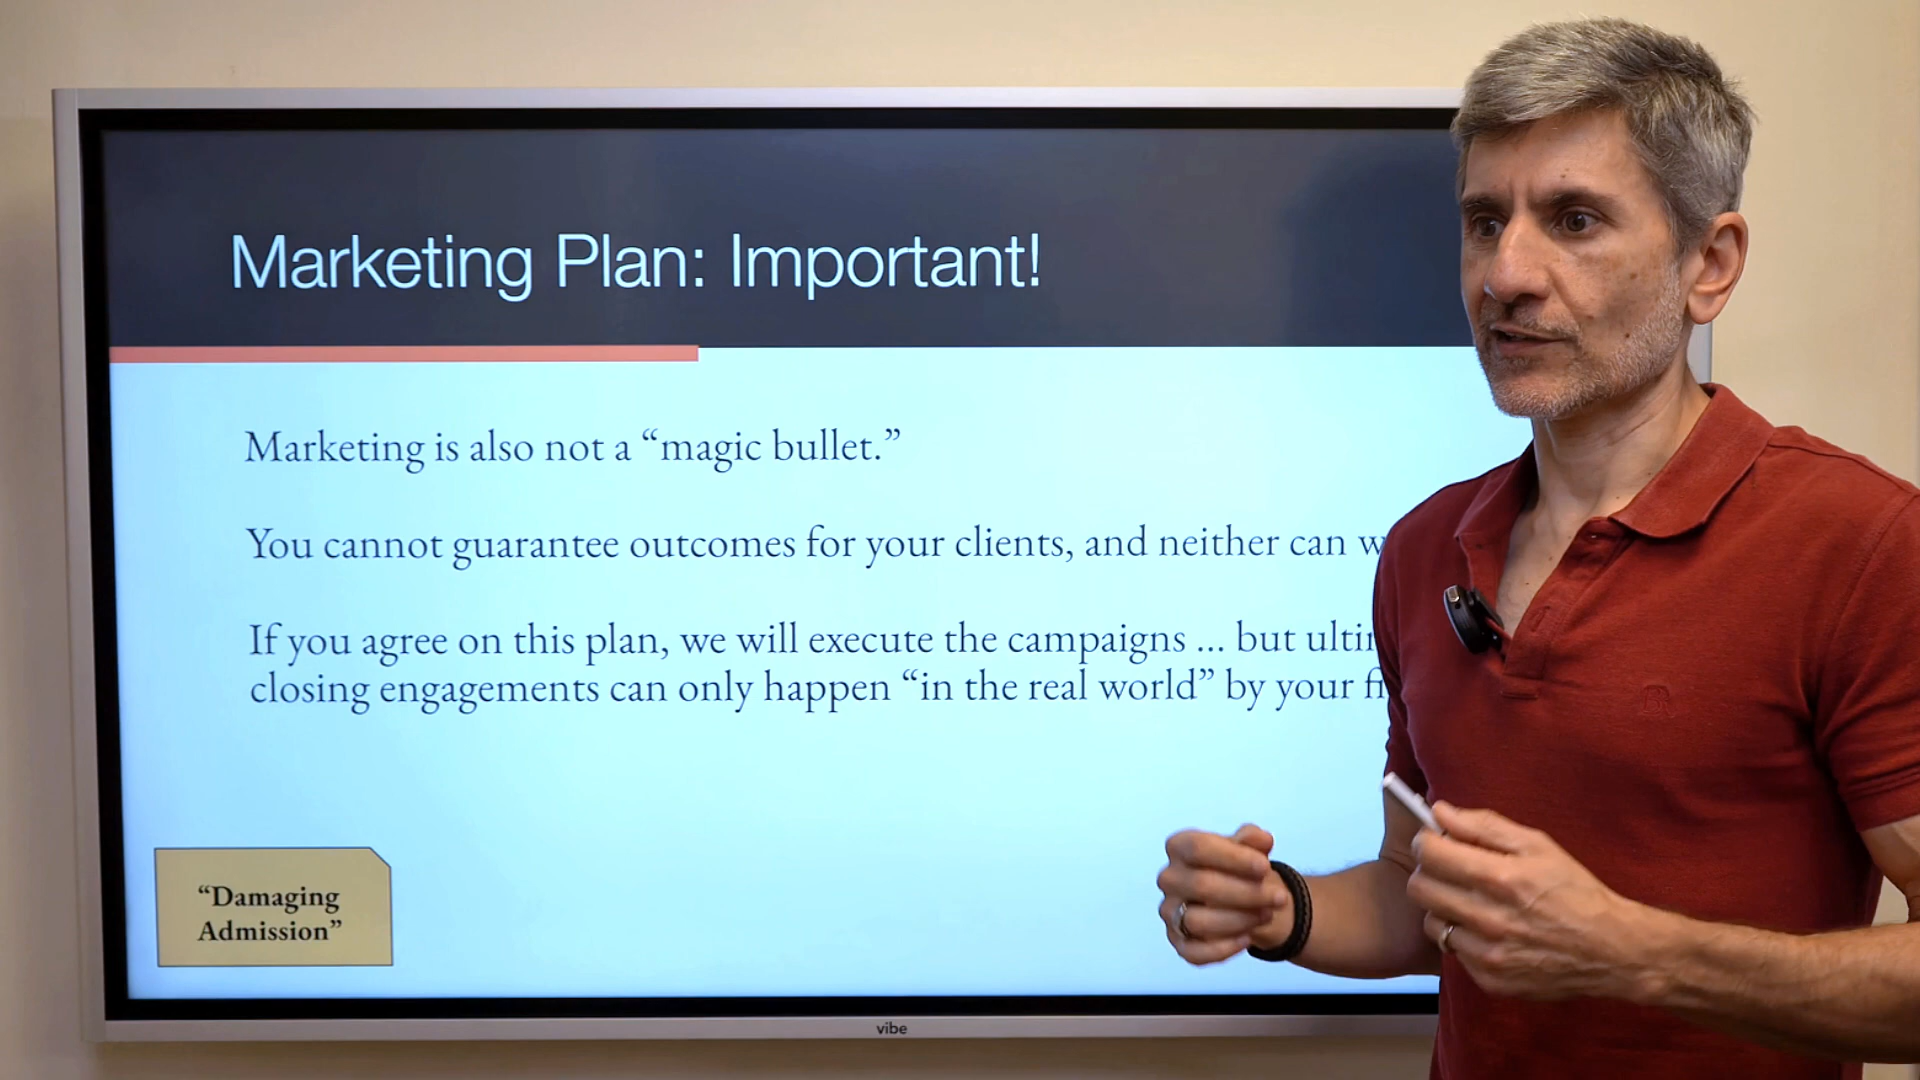 Marketing Plan: Important!
Marketing is also not a “magic bullet.”
You cannot guarantee outcomes for your clients, and neither can
If you agree on this plan, we will execute the campaigns ... but
closing engagements can only happen “in the real world” by your
“Damaging
Admission”
vibe